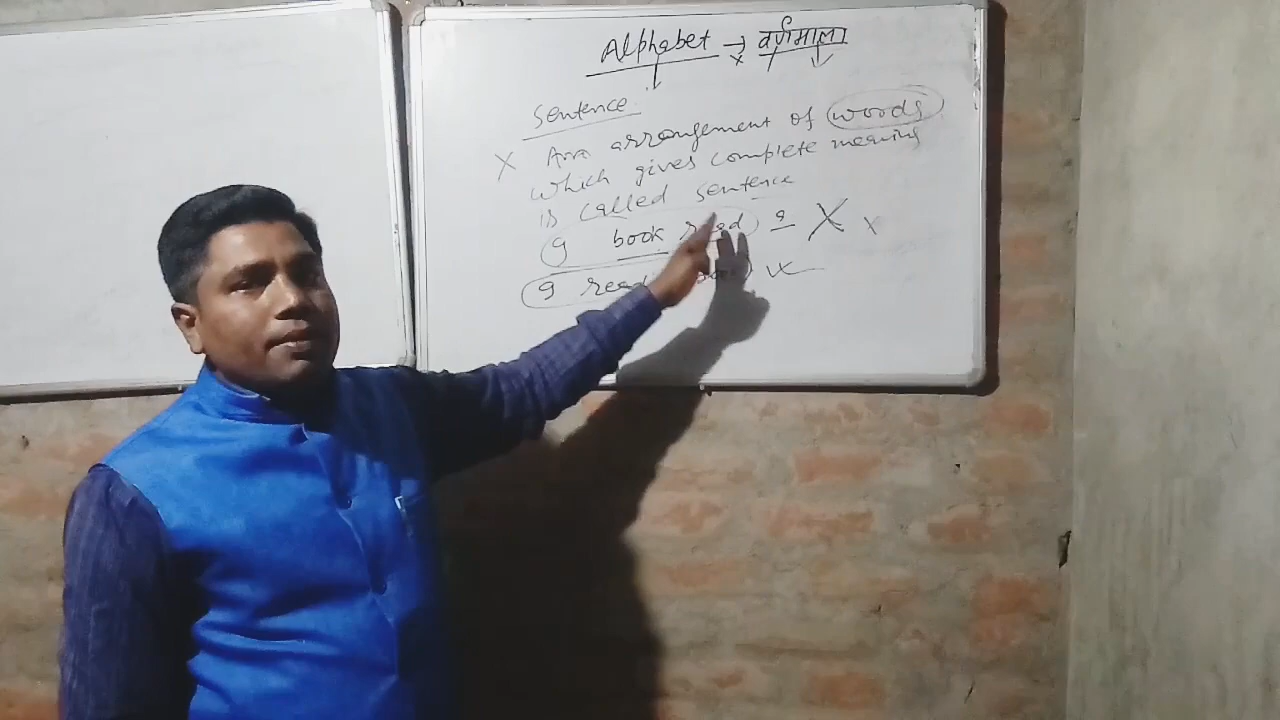 Alphabet → वर्णमाला
Sentence
X An arrangement of words
which gives complete meaning
is called sentence
I book read X x
I read